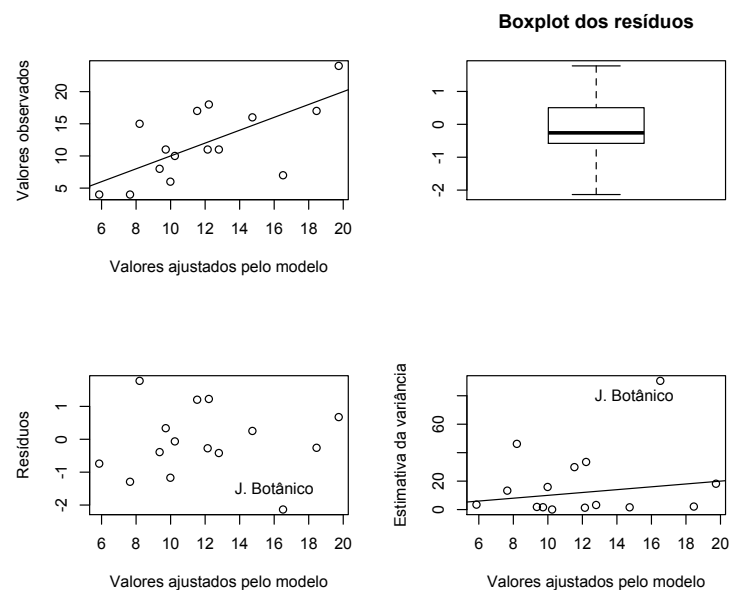 Valores observados
5 10 15 20
6 8 10 12 14 16 18 20
Valores ajustados pelo modelo
Boxplot dos resíduos
-2 -1 0 1
Resíduos
-2 -1 0 1
J. Botânico
6 8 10 12 14 16 18 20
Valores ajustados pelo modelo
Estimativa da variância
0 20 60
J. Botânico
6 8 10 12 14 16 18 20
Valores ajustados pelo modelo